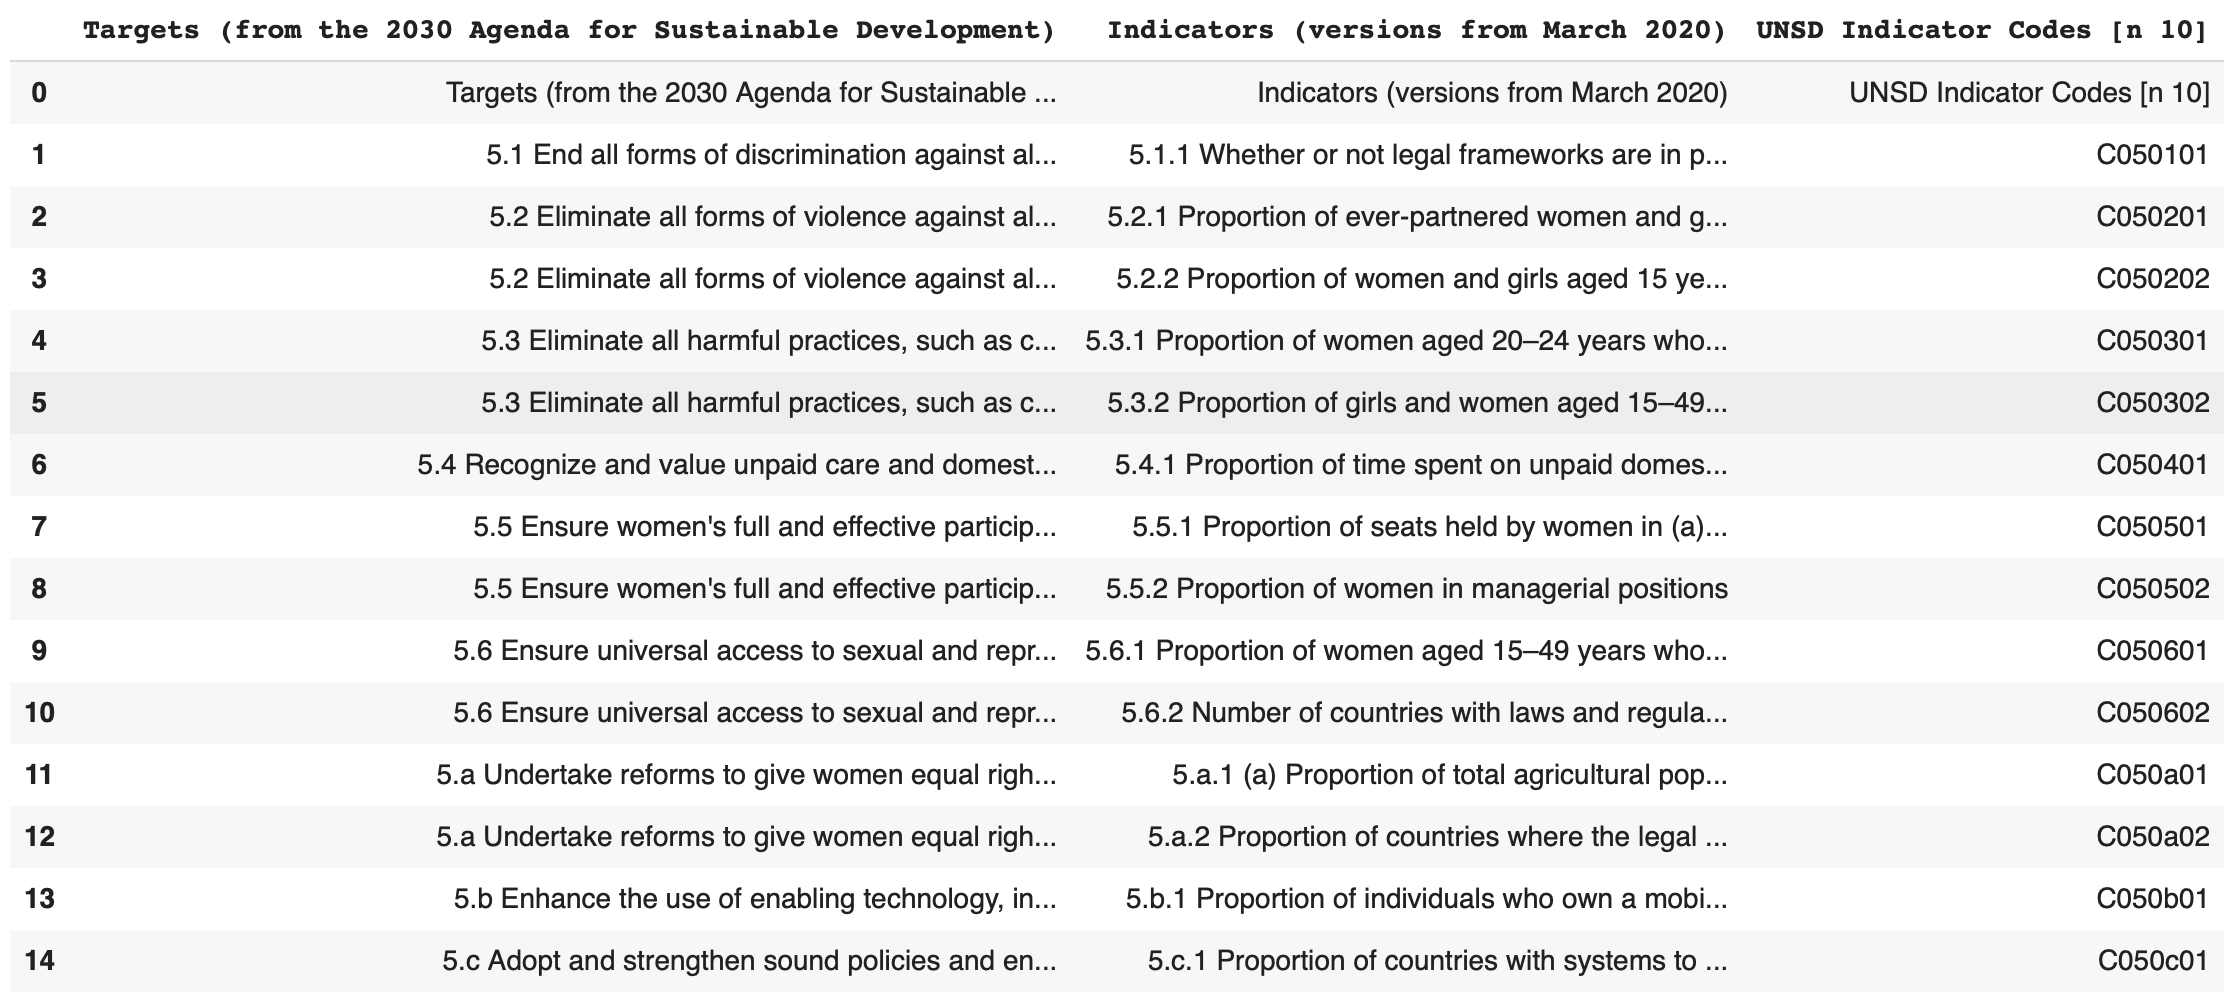 Targets (from the 2030 Agenda for Sustainable Development) Indicators (versions from March 2020) UNSD Indicator Codes [n 10]
0 Targets (from the 2030 Agenda for Sustainable ... Indicators (versions from March 2020) UNSD Indicator Codes [n 10]
1 5.1 End all forms of discrimination against al... 5.1.1 Whether or not legal frameworks are in p... C050101
2 5.2 Eliminate all forms of violence against al... 5.2.1 Proportion of ever-partnered women and g... C050201
3 5.2 Eliminate all forms of violence against al... 5.2.2 Proportion of women and girls aged 15 ye... C050202
4 5.3 Eliminate all harmful practices, such as c... 5.3.1 Proportion of women aged 20–24 years who... C050301
5 5.3 Eliminate all harmful practices, such as c... 5.3.2 Proportion of girls and women aged 15–49... C050302
6 5.4 Recognize and value unpaid care and domest... 5.4.1 Proportion of time spent on unpaid domes... C050401
7 5.5 Ensure women's full and effective particip... 5.5.1 Proportion of seats held by women in (a)... C050501
8 5.5 Ensure women's full and effective particip... 5.5.2 Proportion of women in managerial positions C050502
9 5.6 Ensure universal access to sexual and repr... 5.6.1 Proportion of women aged 15–49 years who... C050601
10 5.6 Ensure universal access to sexual and repr... 5.6.2 Number of countries with laws and regula... C050602
11 5.a Undertake reforms to give women equal righ... 5.a.1 (a) Proportion of total agricultural pop... C050a01
12 5.a Undertake reforms to give women equal righ... 5.a.2 Proportion of countries where the legal ... C050a02
13 5.b Enhance the use of enabling technology, in... 5.b.1 Proportion of individuals who own a mobi... C050b01
14 5.c Adopt and strengthen sound policies and en... 5.c.1 Proportion of countries with systems to ... C050c01